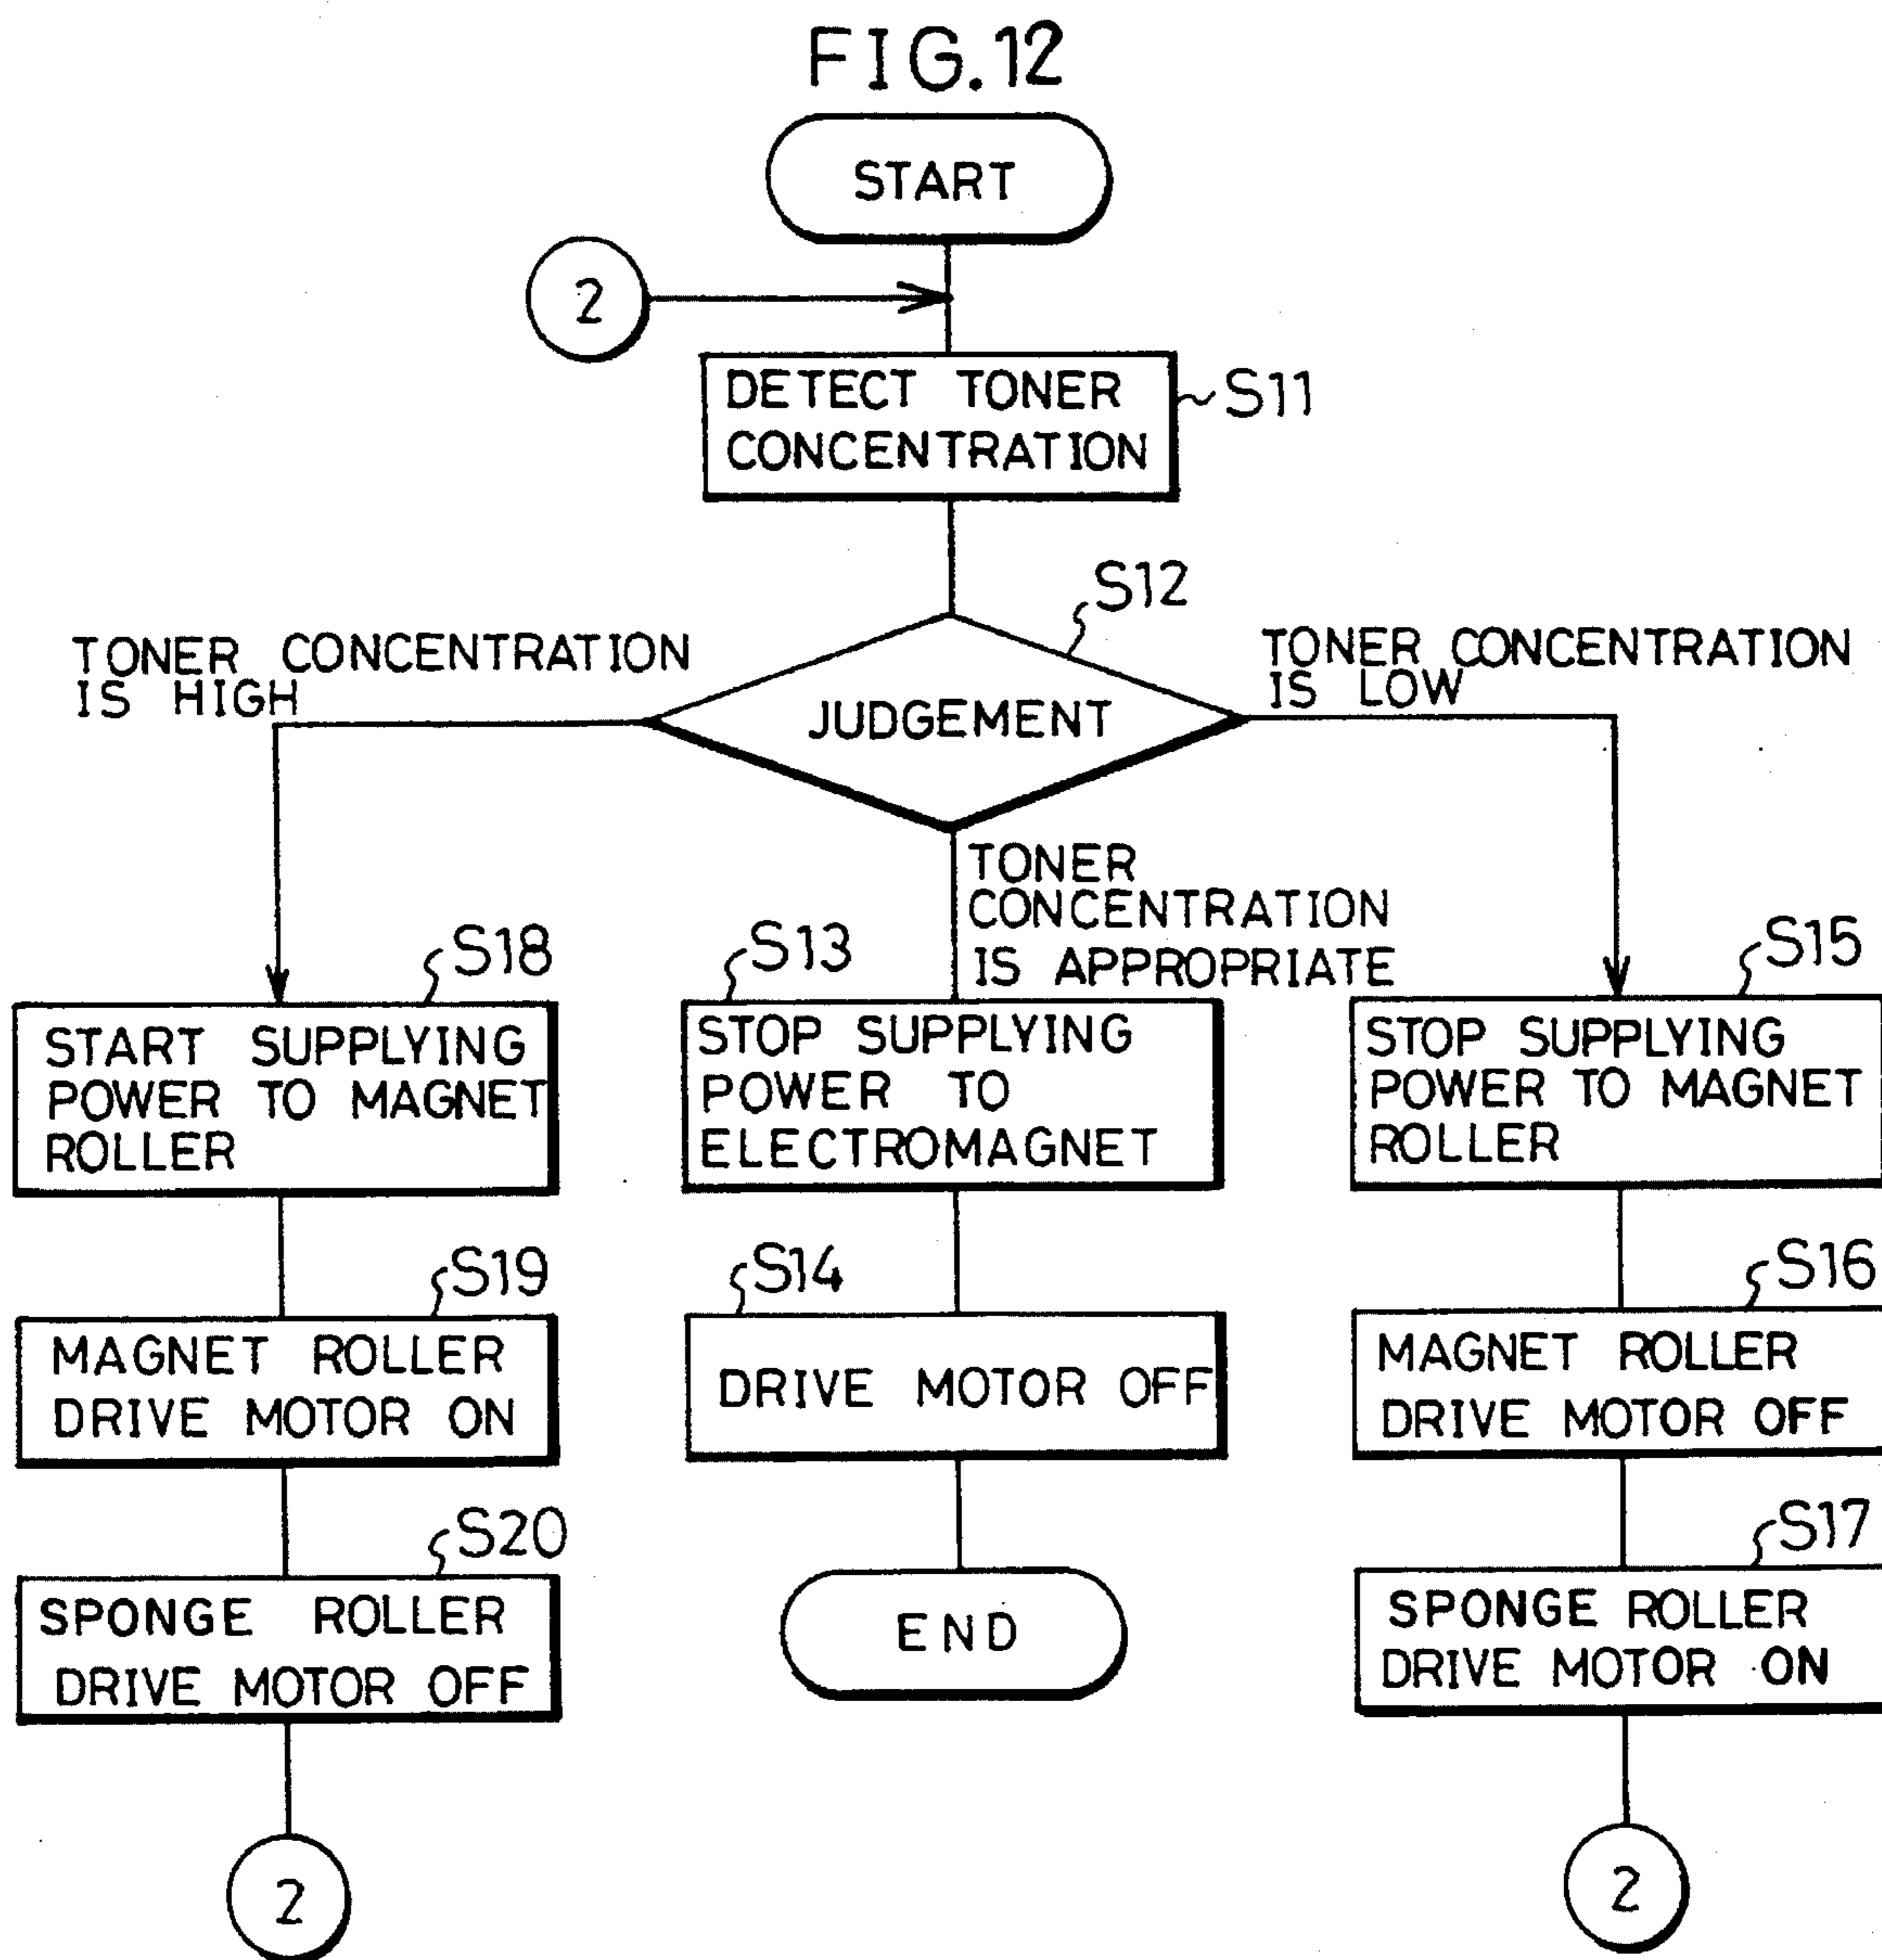 FIG.12
START
2
DETECT TONER
CONCENTRATION
S11
S12
TONER CONCENTRATION
IS HIGH
JUDGEMENT
TONER CONCENTRATION
IS LOW
TONER
CONCENTRATION
IS APPROPRIATE
S18
START SUPPLYING
POWER TO MAGNET
ROLLER
S19
MAGNET ROLLER
DRIVE MOTOR ON
S20
SPONGE ROLLER
DRIVE MOTOR OFF
2
S13
STOP SUPPLYING
POWER TO
ELECTROMAGNET
S14
DRIVE MOTOR OFF
END
S15
STOP SUPPLYING
POWER TO MAGNET
ROLLER
S16
MAGNET ROLLER
DRIVE MOTOR OFF
S17
SPONGE ROLLER
DRIVE MOTOR ON
2